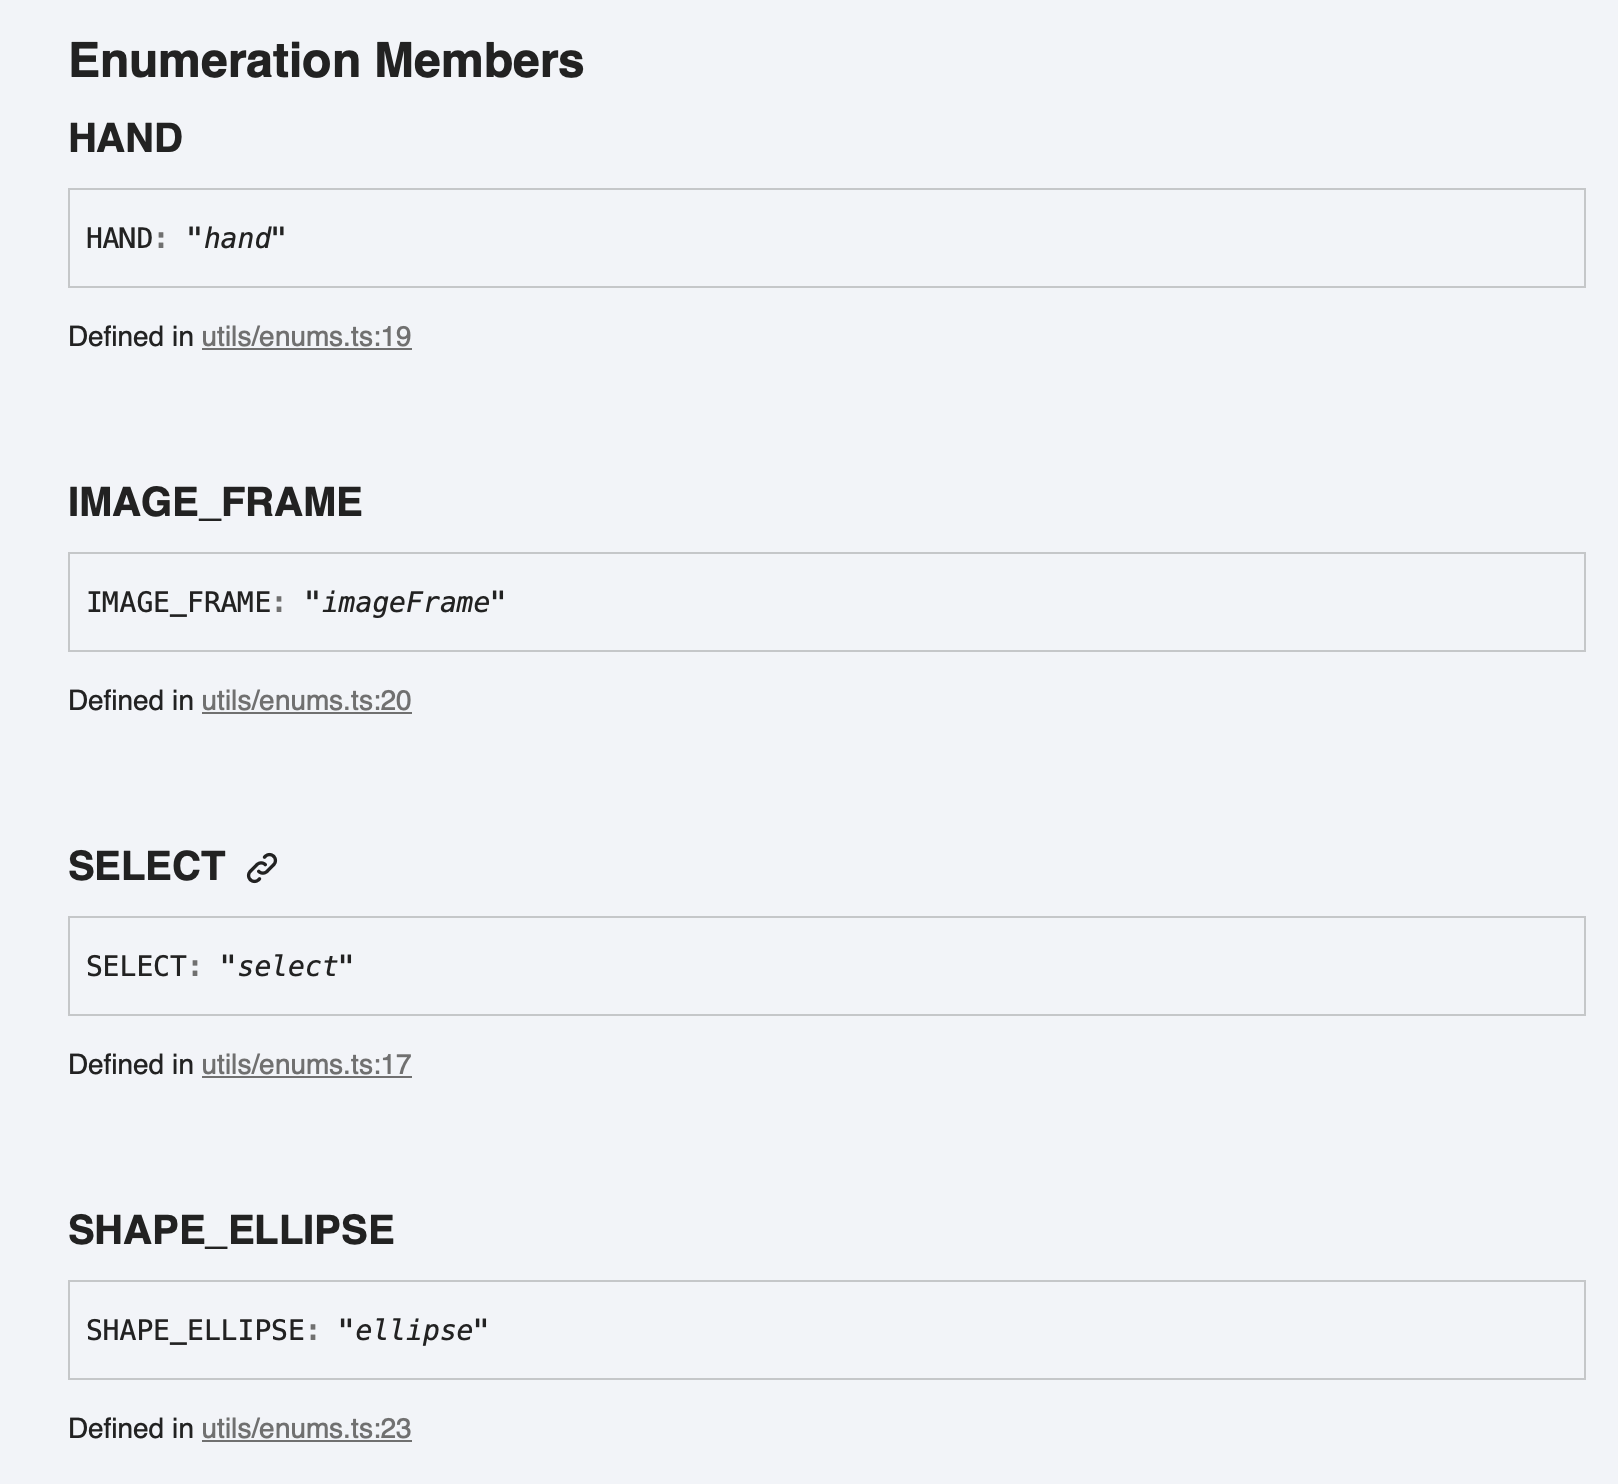 Enumeration Members
HAND
HAND: "hand"
Defined in utils/enums.ts:19
IMAGE_FRAME
IMAGE_FRAME: "imageFrame"
Defined in utils/enums.ts:20
SELECT
SELECT: "select"
Defined in utils/enums.ts:17
SHAPE_ELLIPSE
SHAPE_ELLIPSE: "ellipse"
Defined in utils/enums.ts:23